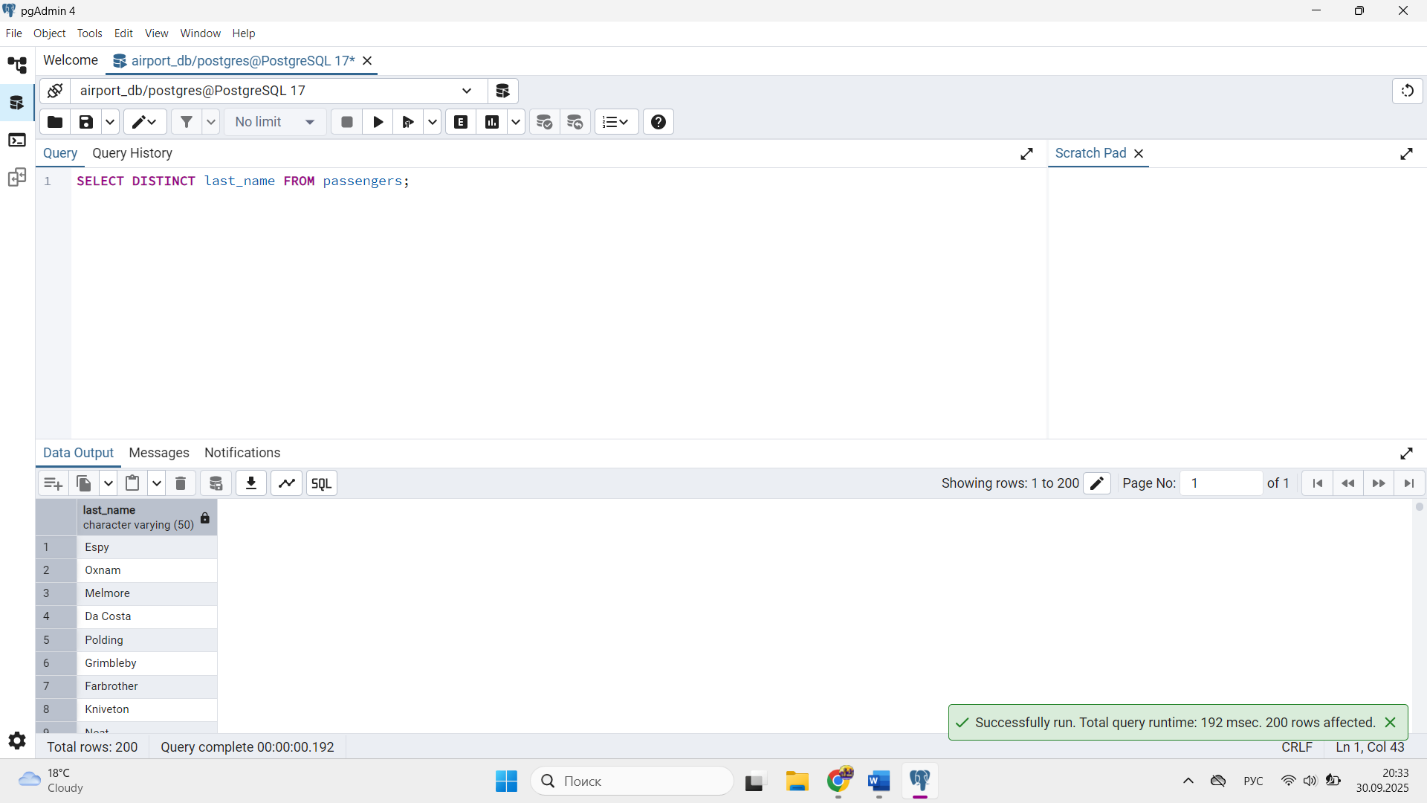 pgAdmin 4
File Object Tools Edit View Window Help
Welcome airport_db/postgres@PostgreSQL 17*
airport_db/postgres@PostgreSQL 17
No limit
E
Query Query History
Scratch Pad
1 SELECT DISTINCT last_name FROM passengers;
Data Output Messages Notifications
SQL Showing rows: 1 to 200 Page No: 1 of 1
last_name
character varying (50)
1 Espy
2 Oxnam
3 Melmore
4 Da Costa
5 Polding
6 Grimbleby
7 Farbrother
8 Kniveton
9 Neat
Successfully run. Total query runtime: 192 msec. 200 rows affected.
Total rows: 200 Query complete 00:00:00.192 CRLF Ln 1, Col 43
18°C
Cloudy
Поиск
РУС
20:33
30.09.2025